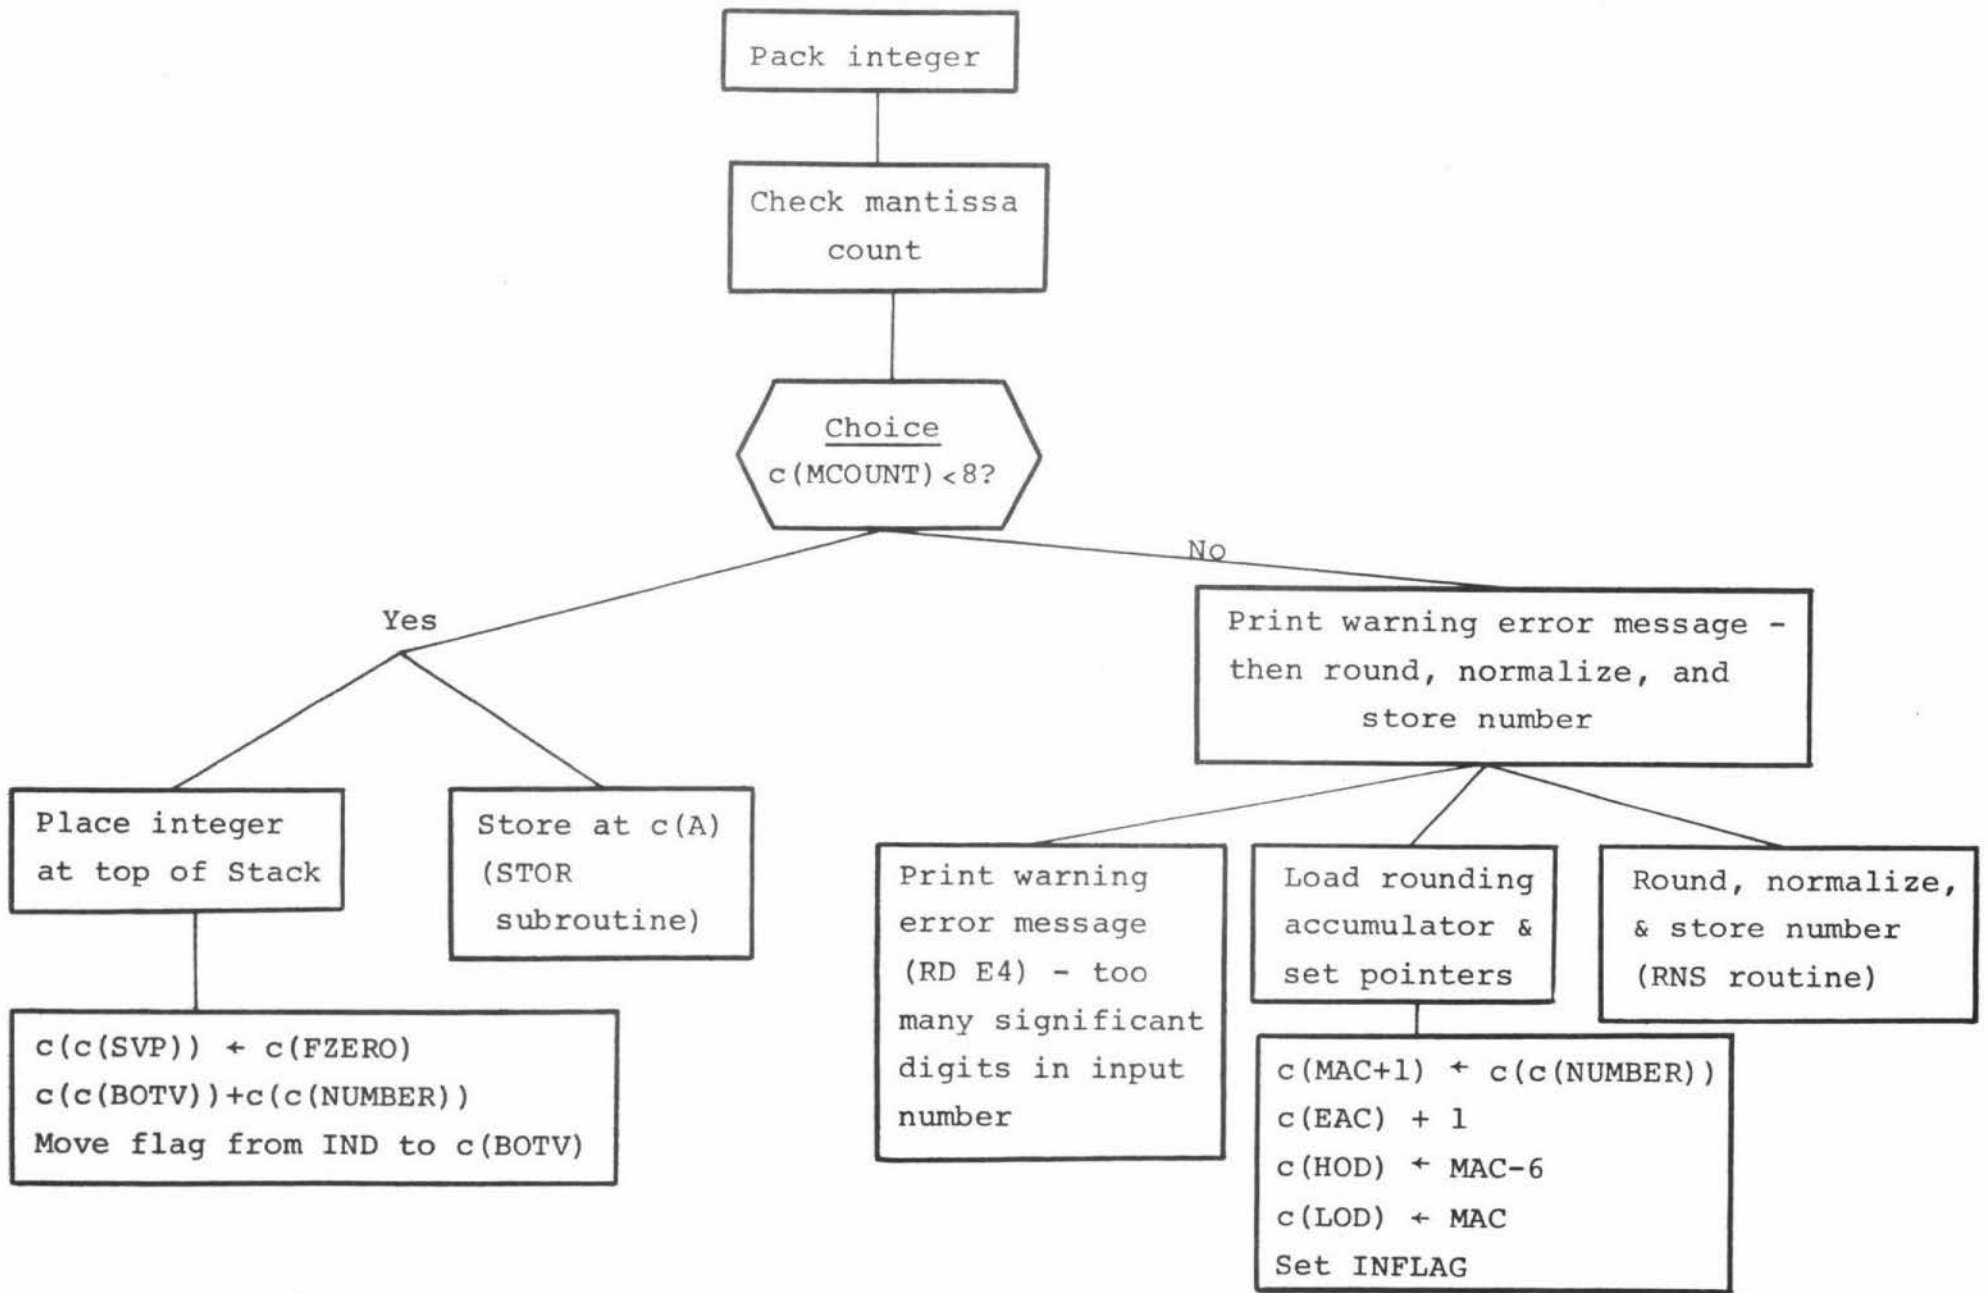 Pack integer
Check mantissa
count
Choice
c(MCOUNT)<8?
No
Yes
Print warning error message -
then round, normalize, and
store number
Place integer
at top of Stack
Store at c(A)
(STOR
subroutine)
Print warning
error message
(RD E4) - too
many significant
digits in input
number
Load rounding
accumulator &
set pointers
Round, normalize,
& store number
(RNS routine)
c(c(SVP)) ← c(FZERO)
c(c(BOTV))+c(c(NUMBER))
Move flag from IND to c(BOTV)
c(MAC+1) ← c(c(NUMBER))
c(EAC) + 1
c(HOD) ← MAC-6
c(LOD) ← MAC
Set INFLAG